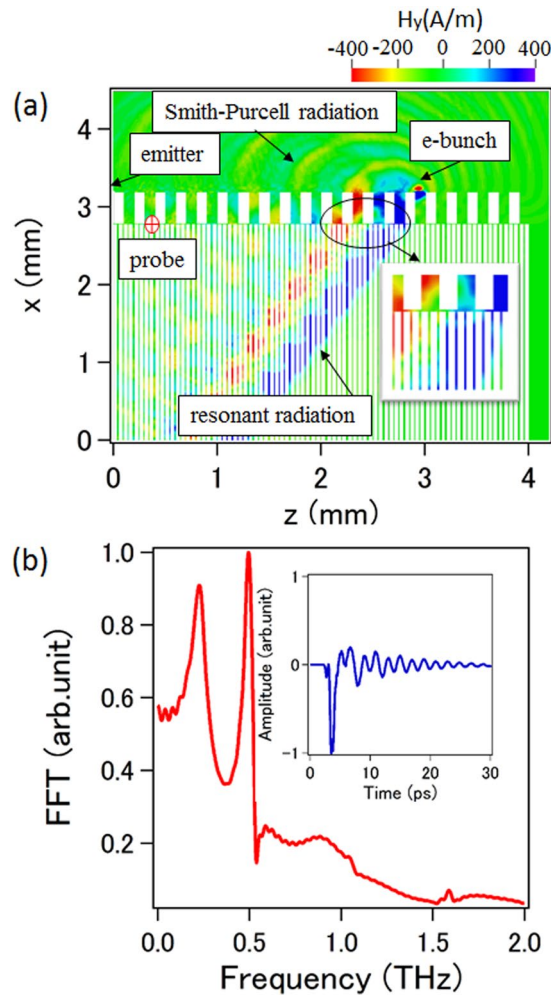 Hy(A/m)
-400 -200 0 200 400
(a)
Smith-Purcell radiation
emitter
e-bunch
probe
resonant radiation
x (mm)
4
3
2
1
0
0 1 2 3 4
z (mm)
(b)
FFT (arb.unit)
1.0
0.8
0.6
0.4
0.2
Amplitude (arb.unit)
1
0
-1
0 10 20 30
Time (ps)
0.0 0.5 1.0 1.5 2.0
Frequency (THz)